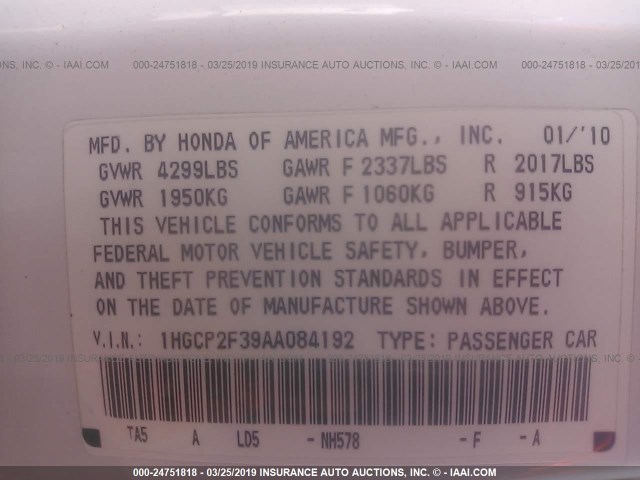 NS, INC. - IAAI.COM 000-24751818 - 03/25/2019 INSURANCE AUTO AUCTIONS, INC. - IAAI.COM 000-24751818
MFD. BY HONDA OF AMERICA MFG., INC. 01/'10
GVWR 4299LBS GAWR F 2337LBS R 2017LBS
GVWR 1950KG GAWR F 1060KG R 915KG
THIS VEHICLE CONFORMS TO ALL APPLICABLE
FEDERAL MOTOR VEHICLE SAFETY, BUMPER,
AND THEFT PREVENTION STANDARDS IN EFFECT
ON THE DATE OF MANUFACTURE SHOWN ABOVE.
V.I.N.: 1HGCP2F39AA084192 TYPE: PASSENGER CAR
TA5 A LD5 -NH578 -F -A
000-24751818 - 03/25/2019 INSURANCE AUTO AUCTIONS, INC. - IAAI.COM